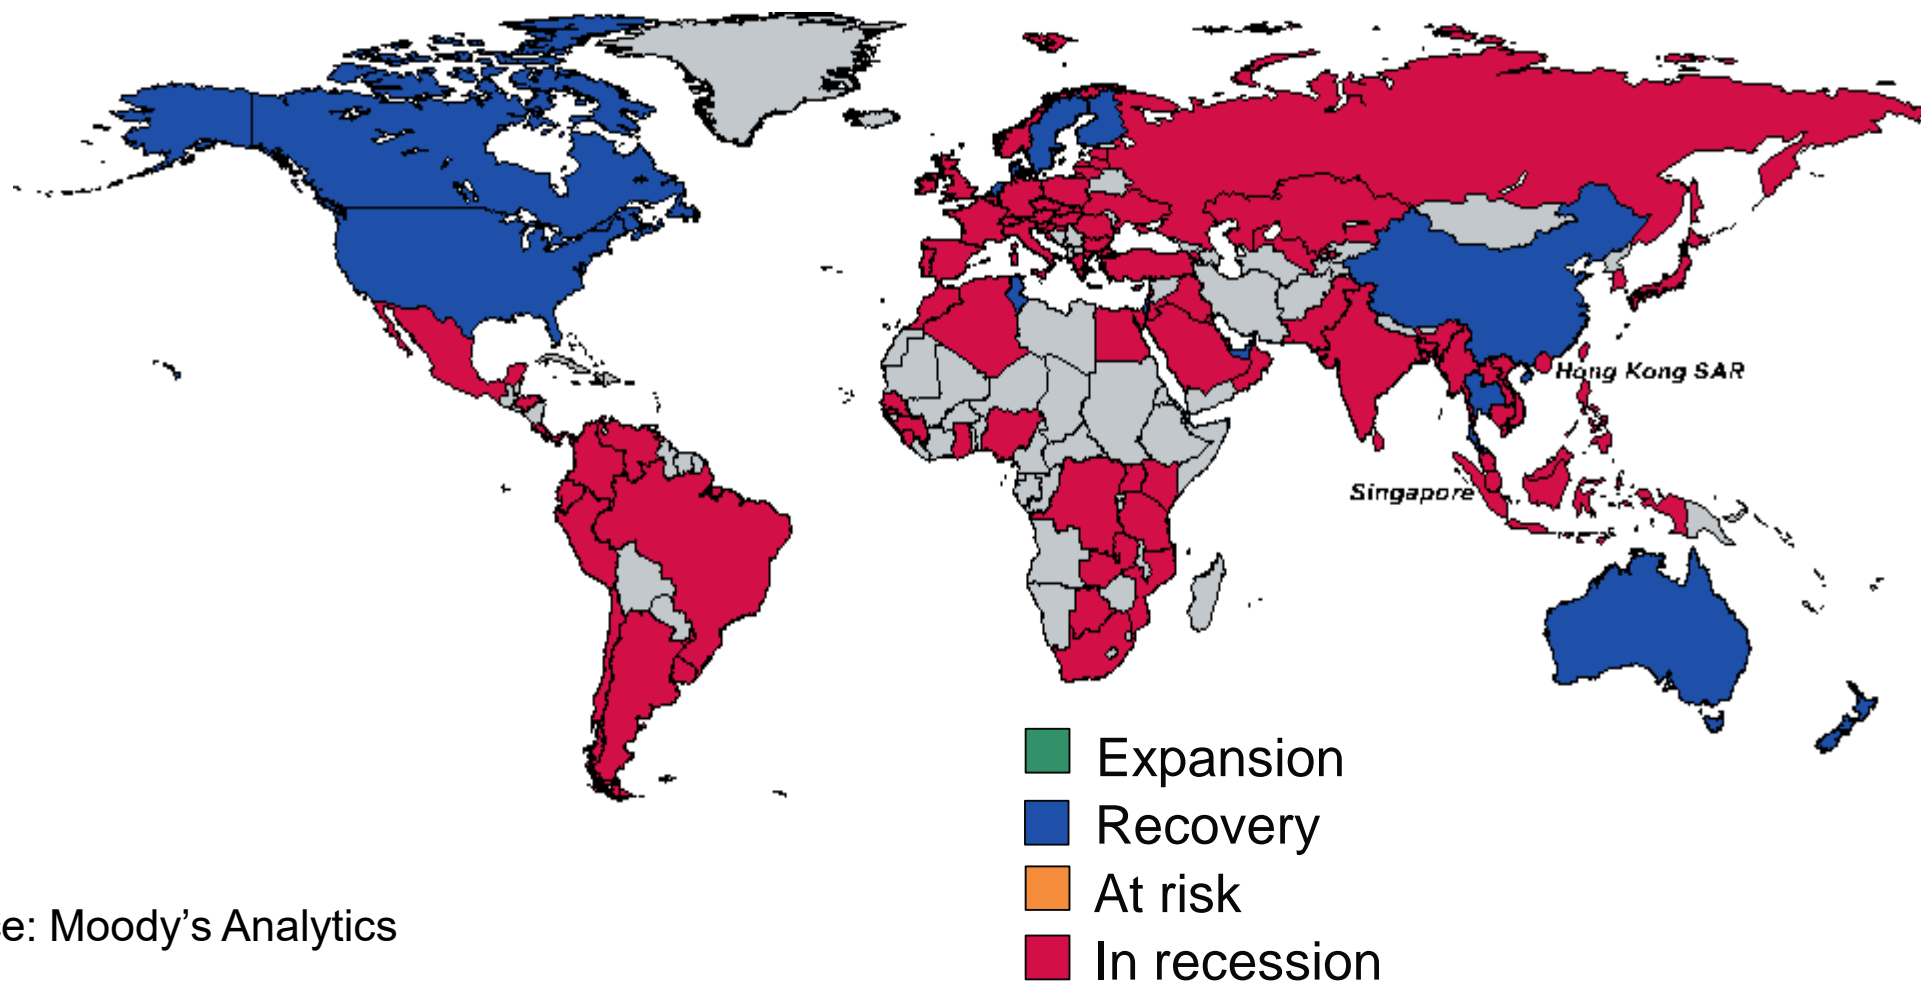 Hong Kong SAR
Singapore
Expansion
Recovery
At risk
In recession
e: Moody's Analytics